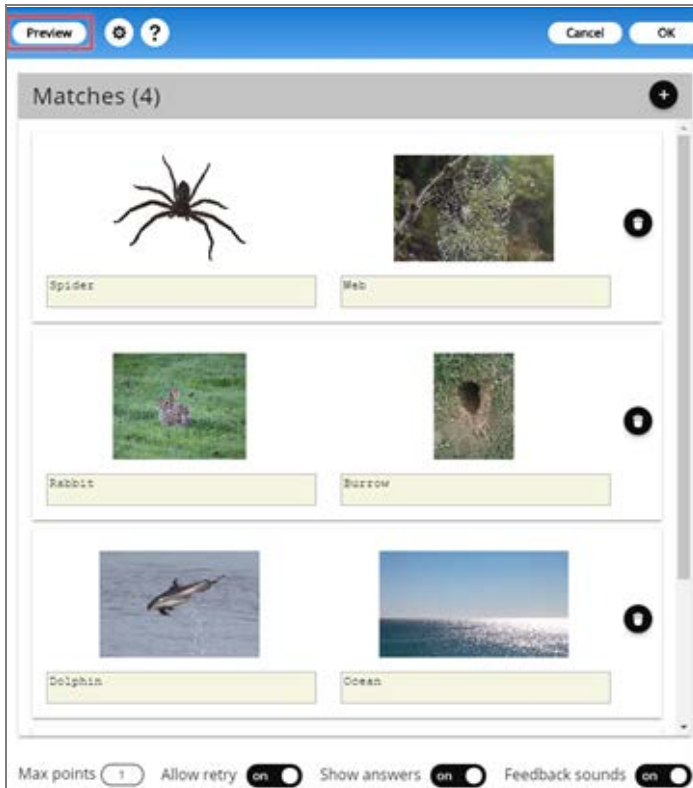 Preview ? Cancel OK
Matches (4) +
Spider Web
Rabbit Burrow
Dolphin Ocean
Max points 1 Allow retry on Show answers on Feedback sounds on